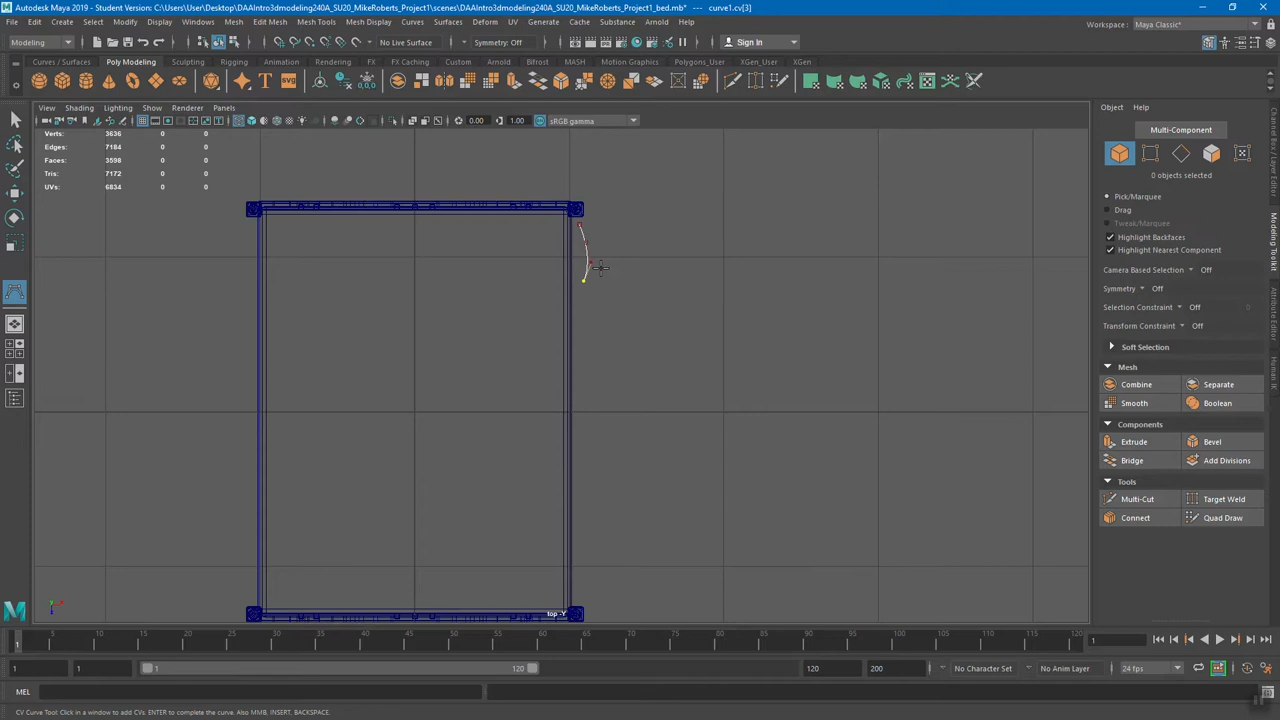 Autodesk Maya 2019 - Student Version: C:\Users\User\Desktop\DAAIntro3dmodeling240A_SU20_MikeRoberts_Project1\scenes\DAAIntro3dmodeling240A_SU20_MikeRoberts_Project1_bed.mb* --- curve1.cv[3]
File Edit Create Select Modify Display Windows Mesh Edit Mesh Mesh Tools Mesh Display Curves Surfaces Deform UV Generate Cache Substance Arnold Help Workspace : Maya Classic*
Modeling No Live Surface Symmetry: Off Sign In
Curves / Surfaces Poly Modeling Sculpting Rigging Animation Rendering FX FX Caching Custom Arnold Bifrost MASH Motion Graphics Polygons_User XGen_User XGen
View Shading Lighting Show Renderer Panels
0.00 1.00 sRGB gamma
Verts: 3636 0 0
Edges: 7184 0 0
Faces: 3598 0 0
Tris: 7172 0 0
UVs: 6834 0 0
top -Y
Object Help
Multi-Component
0 objects selected
Pick/Marquee
Drag
Tweak/Marquee
Highlight Backfaces
Highlight Nearest Component
Camera Based Selection Off
Symmetry Off
Selection Constraint Off
Transform Constraint Off
Soft Selection
Mesh
Combine Separate
Smooth Boolean
Components
Extrude Bevel
Bridge Add Divisions
Tools
Multi-Cut Target Weld
Connect Quad Draw
Channel Box / Layer Editor
Modeling Toolkit
Attribute Editor
Human IK
5 10 15 20 25 30 35 40 45 50 55 60 65 70 75 80 85 90 95 100 105 110 115 120 1
1 1 1 120 120 200 No Character Set No Anim Layer 24 fps
MEL
CV Curve Tool: Click in a window to add CVs. ENTER to complete the curve. Also MMB, INSERT, BACKSPACE.